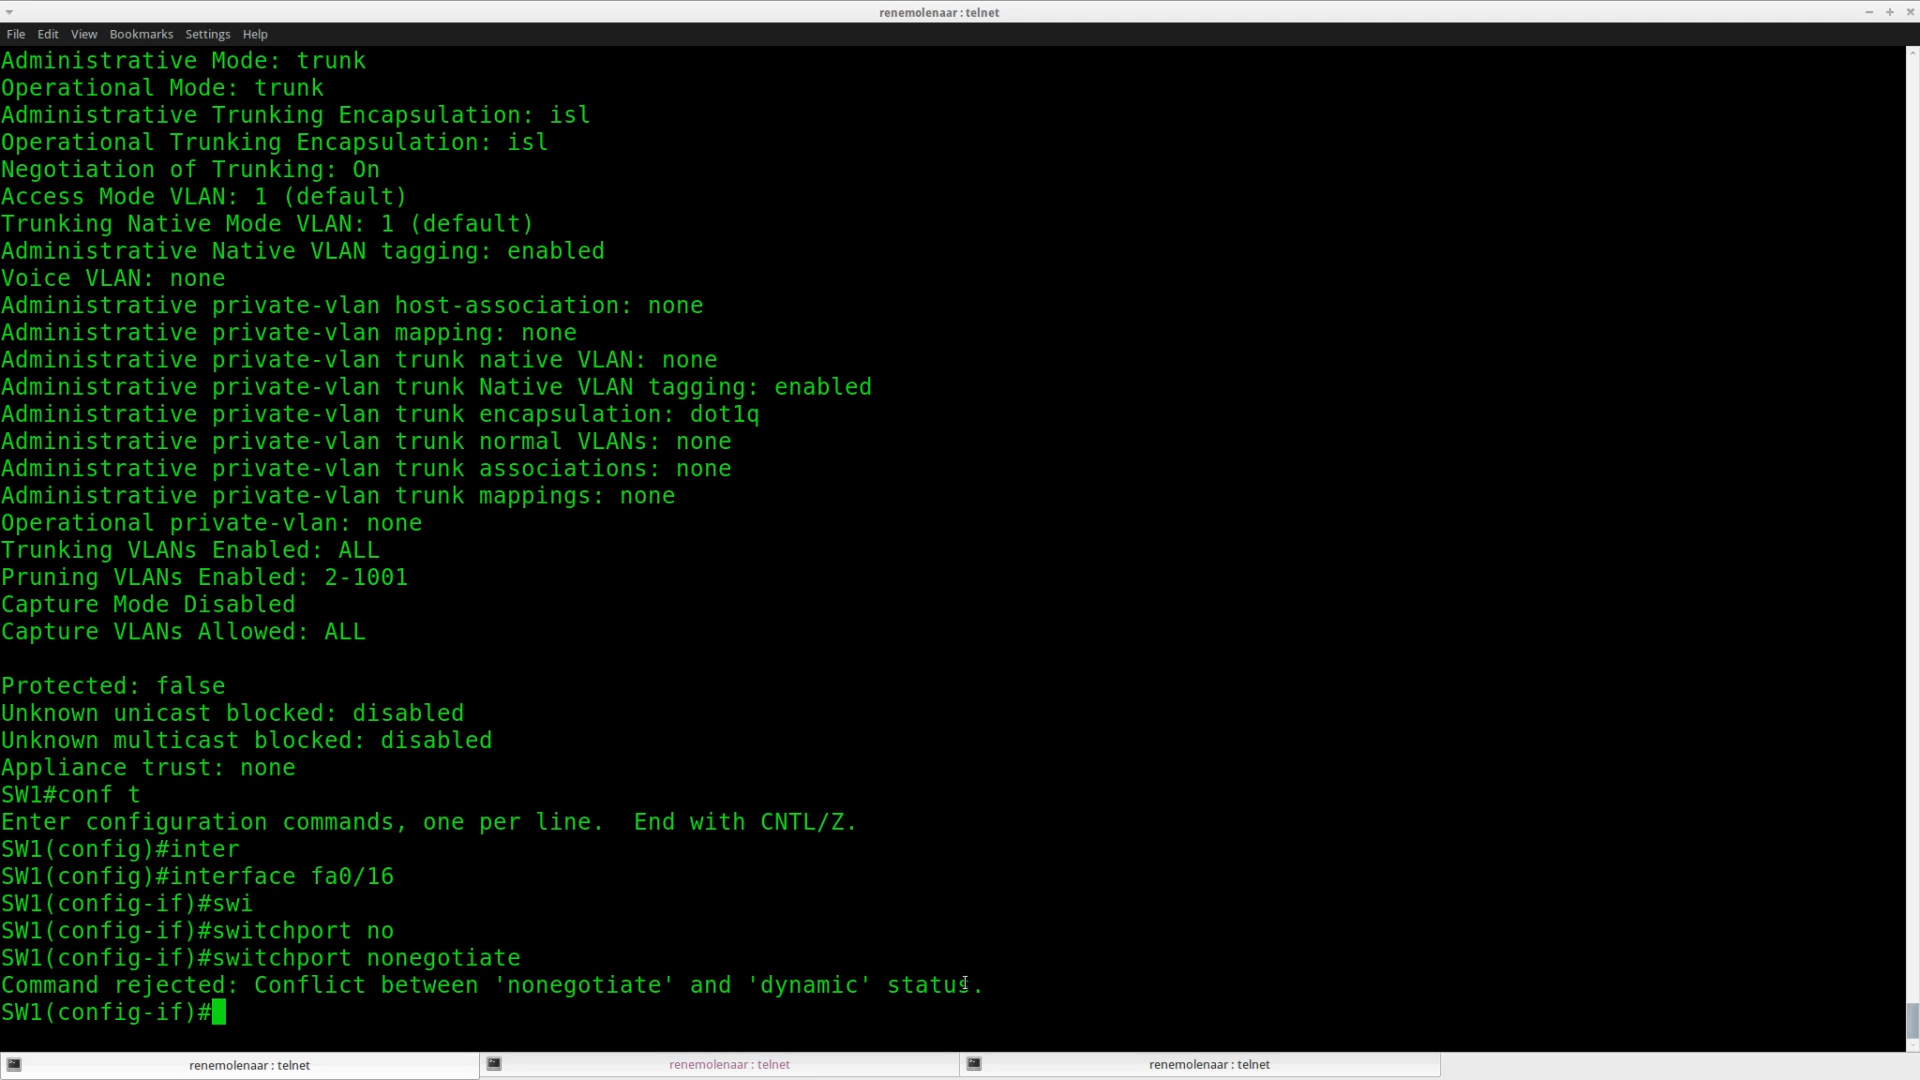 renemolenaar : telnet
File Edit View Bookmarks Settings Help
Administrative Mode: trunk
Operational Mode: trunk
Administrative Trunking Encapsulation: isl
Operational Trunking Encapsulation: isl
Negotiation of Trunking: On
Access Mode VLAN: 1 (default)
Trunking Native Mode VLAN: 1 (default)
Administrative Native VLAN tagging: enabled
Voice VLAN: none
Administrative private-vlan host-association: none
Administrative private-vlan mapping: none
Administrative private-vlan trunk native VLAN: none
Administrative private-vlan trunk Native VLAN tagging: enabled
Administrative private-vlan trunk encapsulation: dot1q
Administrative private-vlan trunk normal VLANs: none
Administrative private-vlan trunk associations: none
Administrative private-vlan trunk mappings: none
Operational private-vlan: none
Trunking VLANs Enabled: ALL
Pruning VLANs Enabled: 2-1001
Capture Mode Disabled
Capture VLANs Allowed: ALL
Protected: false
Unknown unicast blocked: disabled
Unknown multicast blocked: disabled
Appliance trust: none
SW1#conf t
Enter configuration commands, one per line.  End with CNTL/Z.
SW1(config)#inter
SW1(config)#interface fa0/16
SW1(config-if)#swi
SW1(config-if)#switchport no
SW1(config-if)#switchport nonegotiate
Command rejected: Conflict between 'nonegotiate' and 'dynamic' status.
SW1(config-if)#
renemolenaar : telnet renemolenaar : telnet renemolenaar : telnet